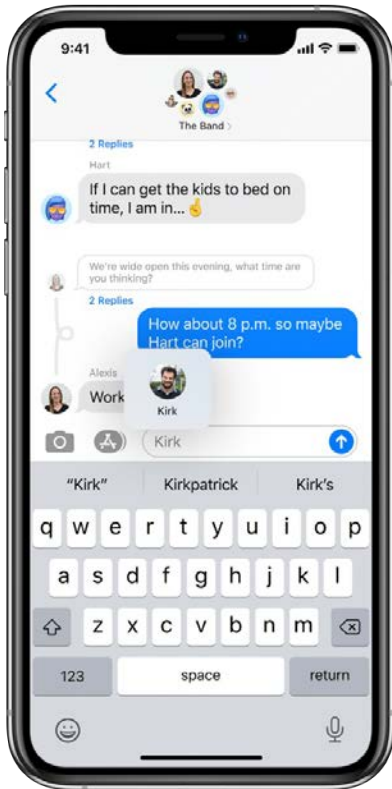 9:41
The Band >
2 Replies
Hart
If I can get the kids to bed on
time, I am in... 🤞
We're wide open this evening, what time are
you thinking?
2 Replies
How about 8 p.m. so maybe
Hart can join?
Alexis
Work
Kirk
Kirk
"Kirk" Kirkpatrick Kirk's
q w e r t y u i o p
a s d f g h j k l
z x c v b n m
123 space return